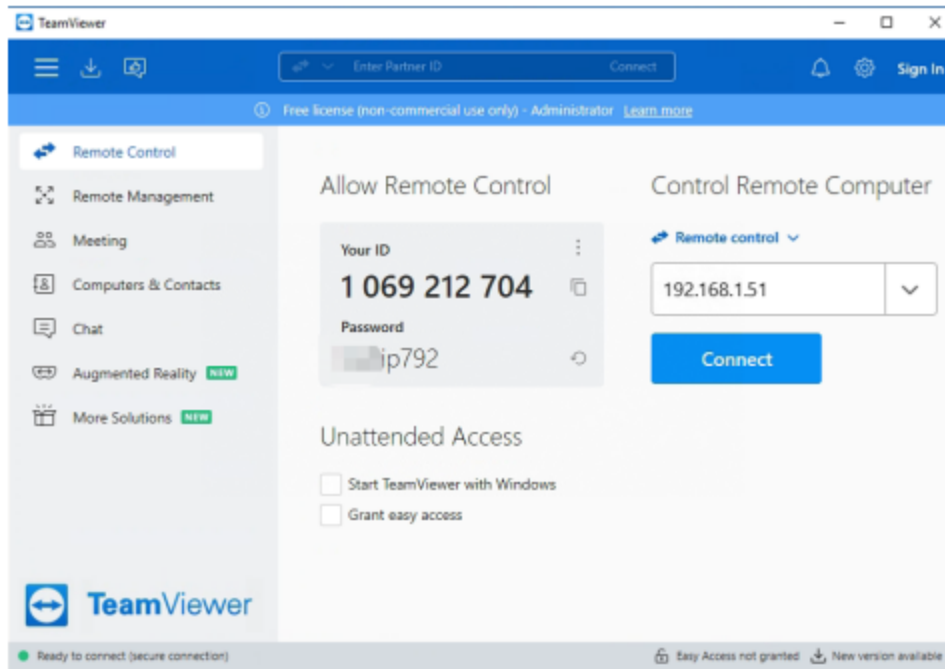 TeamViewer
Enter Partner ID Connect Sign In
Free license (non-commercial use only) - Administrator Learn more
Remote Control
Remote Management
Meeting
Computers & Contacts
Chat
Augmented Reality NEW
More Solutions NEW
Allow Remote Control
Your ID
1 069 212 704
Password
ip792
Control Remote Computer
Remote control
192.168.1.51
Connect
Unattended Access
Start TeamViewer with Windows
Grant easy access
TeamViewer
Ready to connect (secure connection) Easy Access not granted New version available